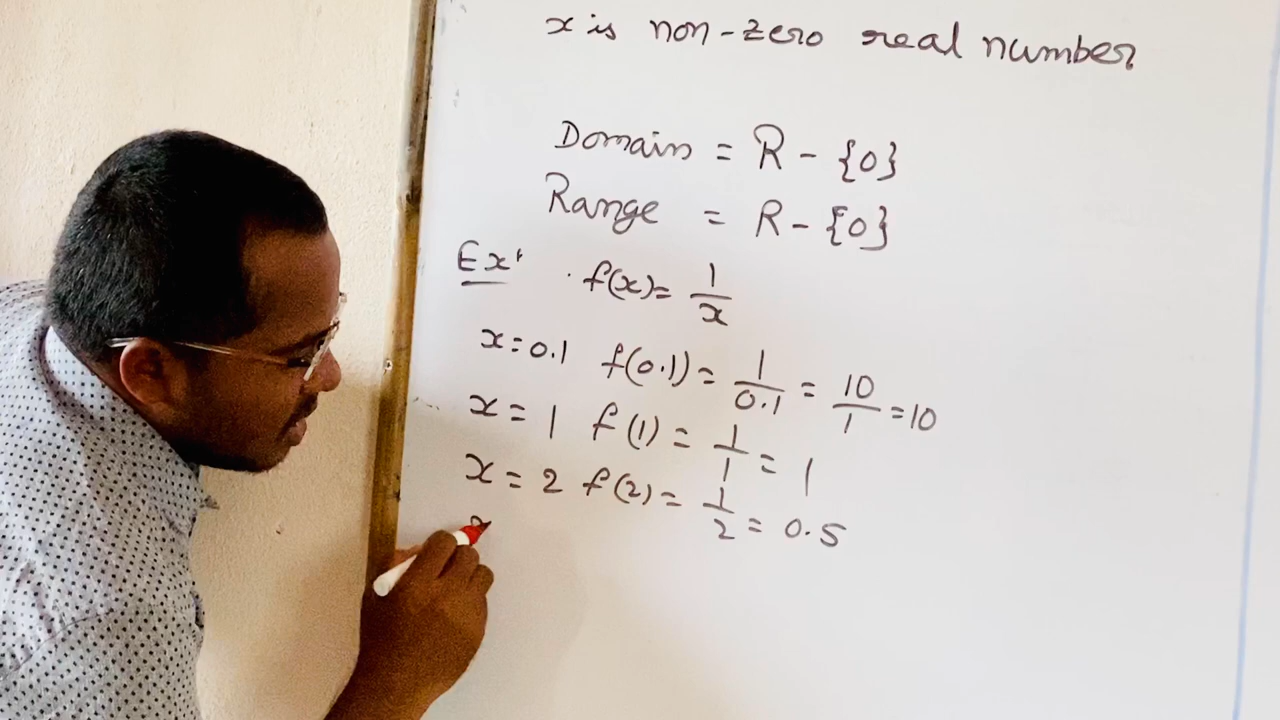 x is non-zero real number
Domain = R - {0}
Range = R - {0}
Ex' . f(x) = 1/x
x = 0.1 f(0.1) = 1/0.1 = 10/1 = 10
x = 1 f(1) = 1/1 = 1
x = 2 f(2) = 1/2 = 0.5